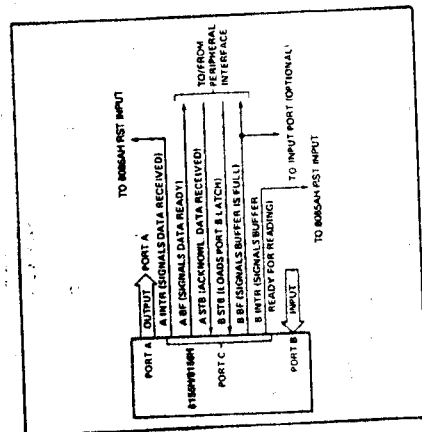 TO 8085AH RST INPUT
PORT A
OUTPUT
PORT A
A INTR (SIGNALS DATA RECEIVED)
A BF (SIGNALS DATA READY)
A STB (ACKNOWL. DATA RECEIVED)
B STB (LOADS PORT B LATCH)
B BF (SIGNALS BUFFER IS FULL)
B INTR (SIGNALS BUFFER
READY FOR READING)
8155H/8156H
PORT C
TO/FROM
PERIPHERAL
INTERFACE
TO INPUT PORT (OPTIONAL)
TO 8085AH RST INPUT
PORT B
INPUT